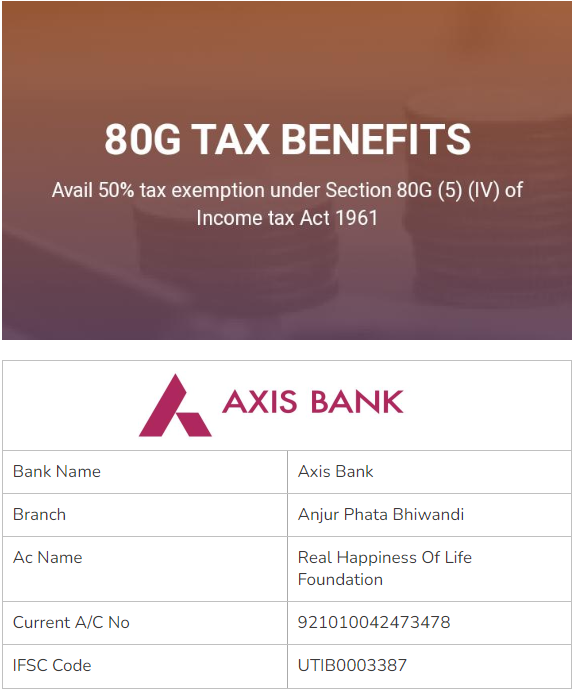 80G TAX BENEFITS
Avail 50% tax exemption under Section 80G (5) (IV) of
Income tax Act 1961
AXIS BANK
Bank Name Axis Bank
Branch Anjur Phata Bhiwandi
Ac Name Real Happiness Of Life
Foundation
Current A/C No 921010042473478
IFSC Code UTIB0003387